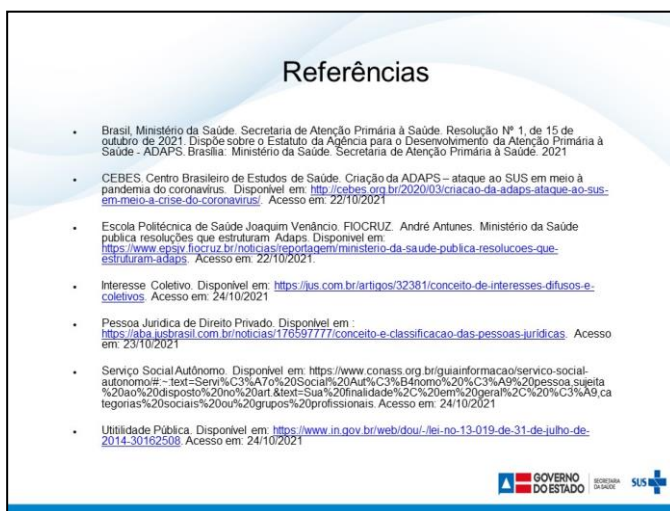 Referências
• Brasil, Ministério da Saúde. Secretaria de Atenção Primária à Saúde. Resolução Nº 1, de 15 de
outubro de 2021. Dispõe sobre o Estatuto da Agência para o Desenvolvimento da Atenção Primária à
Saúde - ADAPS. Brasília: Ministério da Saúde. Secretaria de Atenção Primária à Saúde. 2021
• CEBES. Centro Brasileiro de Estudos de Saúde. Criação da ADAPS – ataque ao SUS em meio à
pandemia do coronavírus. Disponível em: http://cebes.org.br/2020/03/criacao-da-adaps-ataque-ao-sus-
em-meio-a-crise-do-coronavirus/. Acesso em: 22/10/2021
• Escola Politécnica de Saúde Joaquim Venâncio. FIOCRUZ. André Antunes. Ministério da Saúde
publica resoluções que estruturam Adaps. Disponivel em:
https://www.epsjv.fiocruz.br/noticias/reportagem/ministerio-da-saude-publica-resolucoes-que-
estruturam-adaps. Acesso em: 22/10/2021.
• Interesse Coletivo. Disponível em: https://jus.com.br/artigos/32381/conceito-de-interesses-difusos-e-
coletivos. Acesso em: 24/10/2021
• Pessoa Juridica de Direito Privado. Disponível em :
https://aba.jusbrasil.com.br/noticias/176597777/conceito-e-classificacao-das-pessoas-jurídicas. Acesso
em: 23/10/2021
• Serviço Social Autônomo. Disponível em: https://www.conass.org.br/guiainformacao/servico-social-
autonomo/#:~:text=Servi%C3%A7o%20Social%20Aut%C3%B4nomo%20%C3%A9%20pessoa,sujeita
%20ao%20disposto%20no%20art.&text=Sua%20finalidade%2C%20em%20geral%2C%20%C3%A9,ca
tegorias%20sociais%20ou%20grupos%20profissionais. Acesso em: 24/10/2021
• Utitilidade Pública. Disponível em: https://www.in.gov.br/web/dou/-/lei-no-13-019-de-31-de-julho-de-
2014-30162508. Acesso em: 24/10/2021
GOVERNO
DO ESTADO
SECRETARIA
DA SAÚDE
SUS